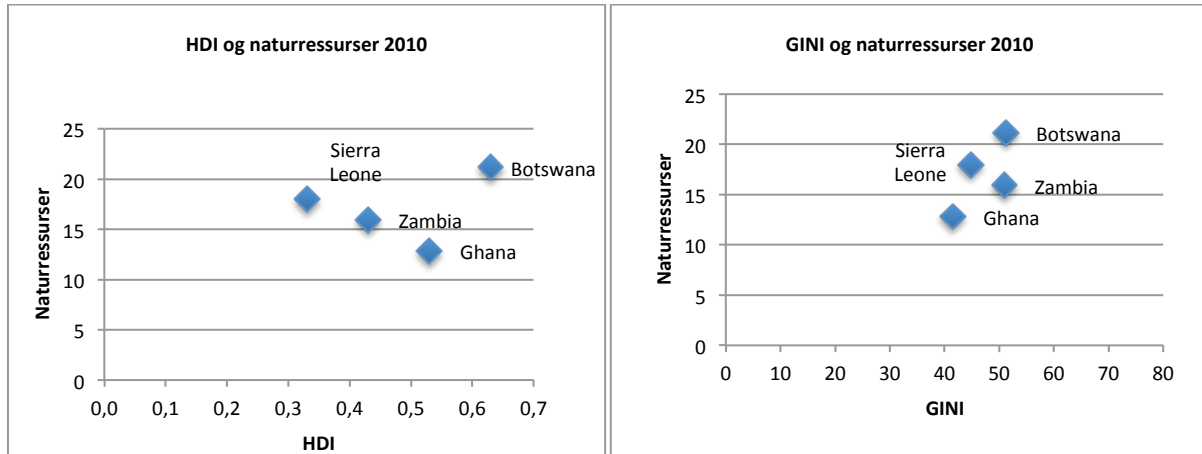 HDI og naturressurser 2010
Naturressurser
25
20
15
10
5
0
Sierra
Leone
Botswana
Zambia
Ghana
0,0 0,1 0,2 0,3 0,4 0,5 0,6 0,7
HDI
GINI og naturressurser 2010
Naturressurser
25
20
15
10
5
0
Botswana
Sierra
Leone
Zambia
Ghana
0 10 20 30 40 50 60 70 80
GINI